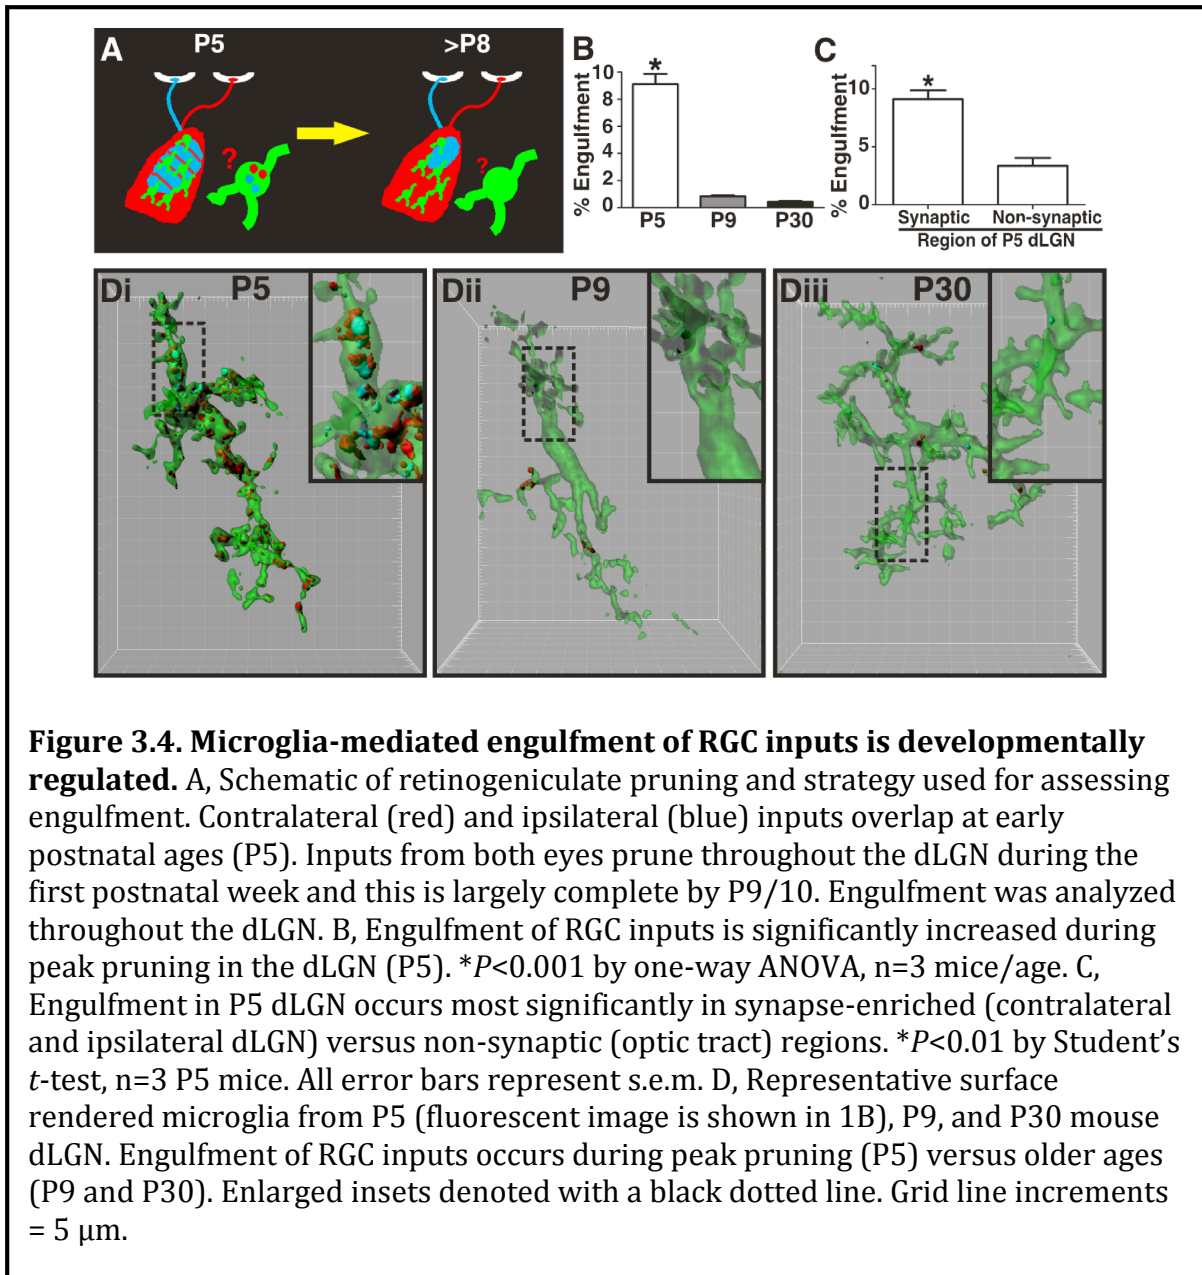 A
P5
>P8
?
?
B
% Engulfment
10
8
6
4
2
0
*
P5
P9
P30
C
% Engulfment
10
5
0
*
Synaptic Non-synaptic
Region of P5 dLGN
Di P5
Dii P9
Diii P30
Figure 3.4. Microglia-mediated engulfment of RGC inputs is developmentally
regulated. A, Schematic of retinogeniculate pruning and strategy used for assessing
engulfment. Contralateral (red) and ipsilateral (blue) inputs overlap at early
postnatal ages (P5). Inputs from both eyes prune throughout the dLGN during the
first postnatal week and this is largely complete by P9/10. Engulfment was analyzed
throughout the dLGN. B, Engulfment of RGC inputs is significantly increased during
peak pruning in the dLGN (P5). *P<0.001 by one-way ANOVA, n=3 mice/age. C,
Engulfment in P5 dLGN occurs most significantly in synapse-enriched (contralateral
and ipsilateral dLGN) versus non-synaptic (optic tract) regions. *P<0.01 by Student’s
t-test, n=3 P5 mice. All error bars represent s.e.m. D, Representative surface
rendered microglia from P5 (fluorescent image is shown in 1B), P9, and P30 mouse
dLGN. Engulfment of RGC inputs occurs during peak pruning (P5) versus older ages
(P9 and P30). Enlarged insets denoted with a black dotted line. Grid line increments
= 5 μm.